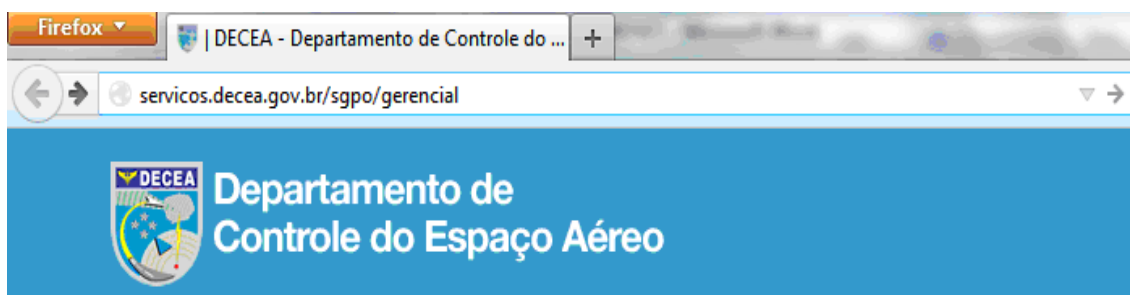 Firefox
| DECEA - Departamento de Controle do ...
servicos.decea.gov.br/sgpo/gerencial
DECEA
Departamento de
Controle do Espaço Aéreo